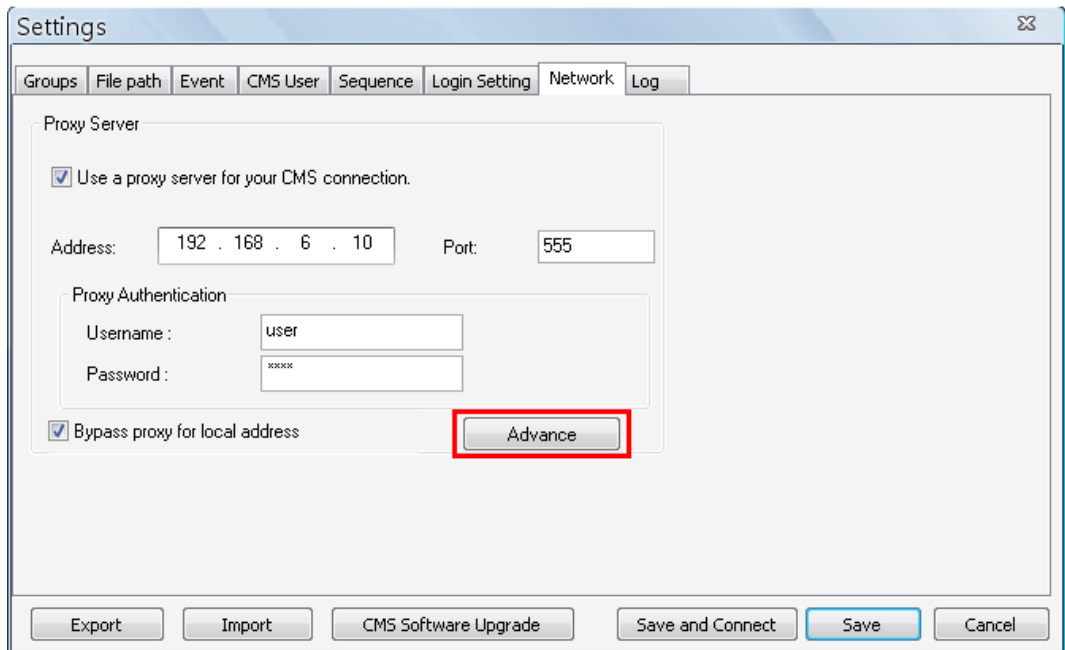 Settings
Groups File path Event CMS User Sequence Login Setting Network Log
Proxy Server
Use a proxy server for your CMS connection.
Address: 192 . 168 . 6 . 10 Port: 555
Proxy Authentication
Username : user
Password : xxxx
Bypass proxy for local address Advance
Export Import CMS Software Upgrade Save and Connect Save Cancel